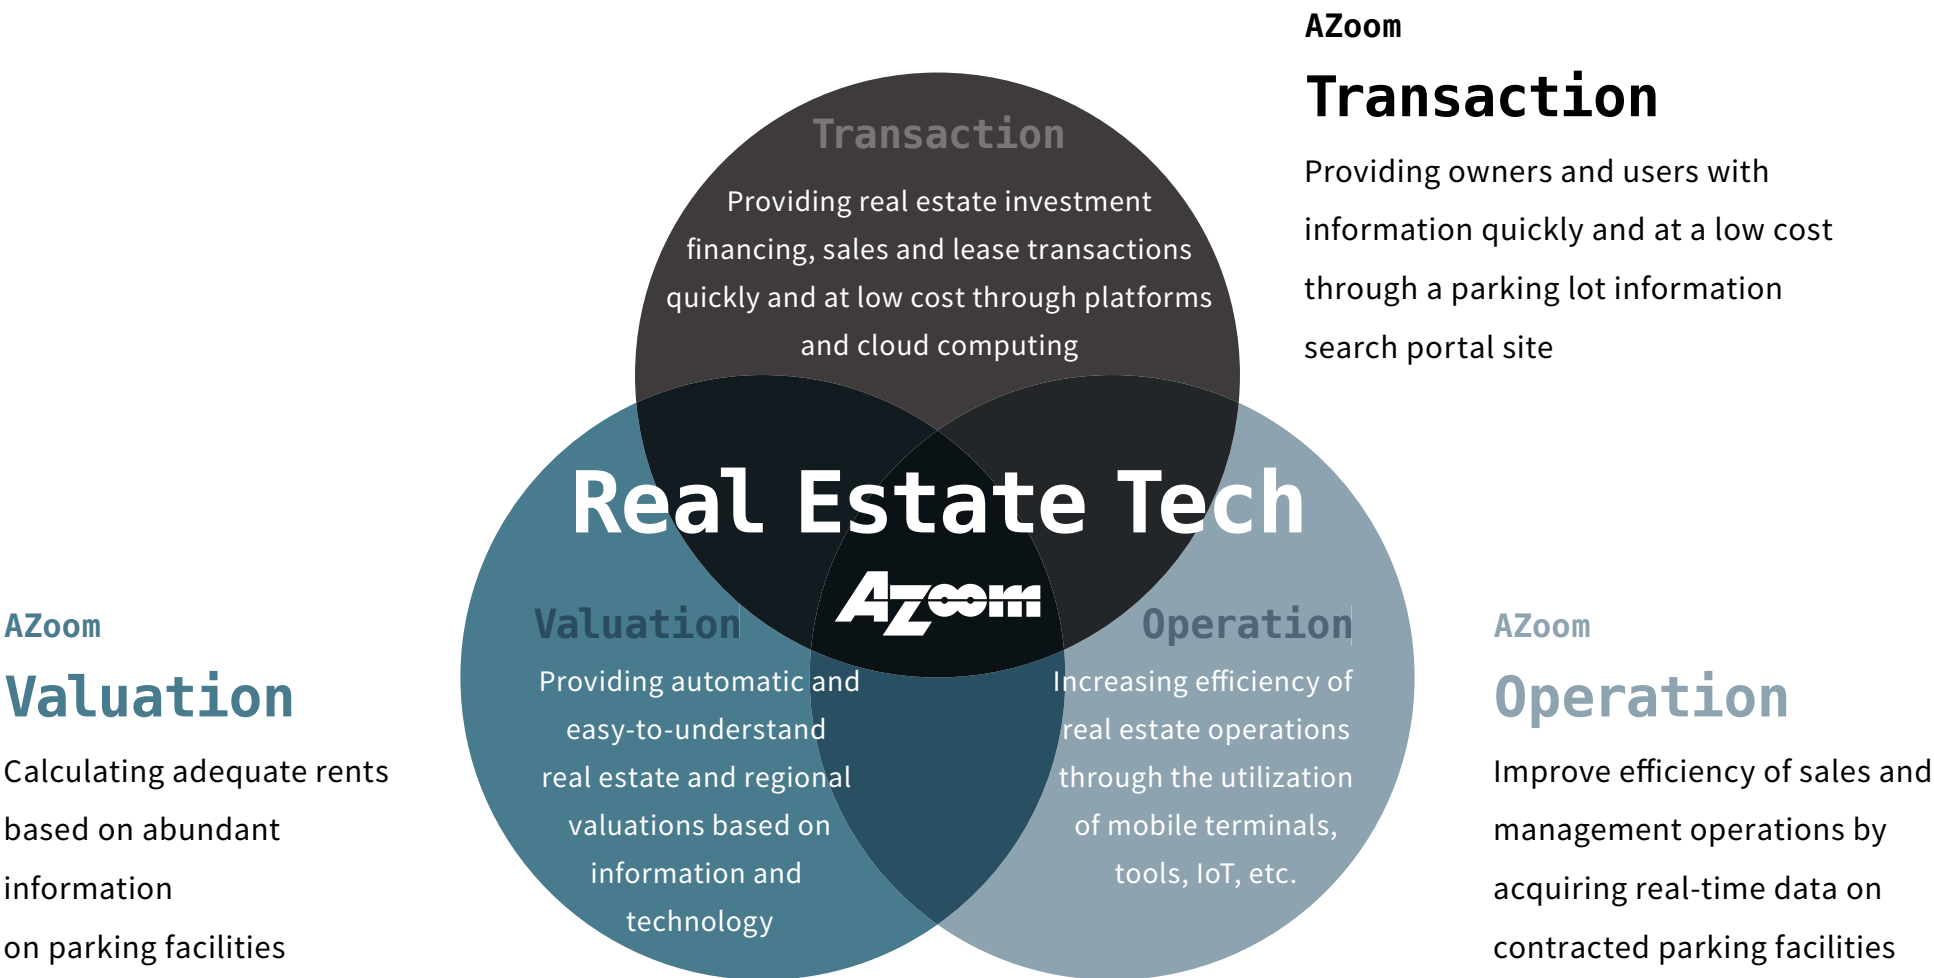 AZoom
Transaction
Providing owners and users with
information quickly and at a low cost
through a parking lot information
search portal site
Transaction
Providing real estate investment
financing, sales and lease transactions
quickly and at low cost through platforms
and cloud computing
Real Estate Tech
AZoom
Valuation
Providing automatic and
easy-to-understand
real estate and regional
valuations based on
information and
technology
Operation
Increasing efficiency of
real estate operations
through the utilization
of mobile terminals,
tools, IoT, etc.
AZoom
Valuation
Calculating adequate rents
based on abundant
information
on parking facilities
AZoom
Operation
Improve efficiency of sales and
management operations by
acquiring real-time data on
contracted parking facilities